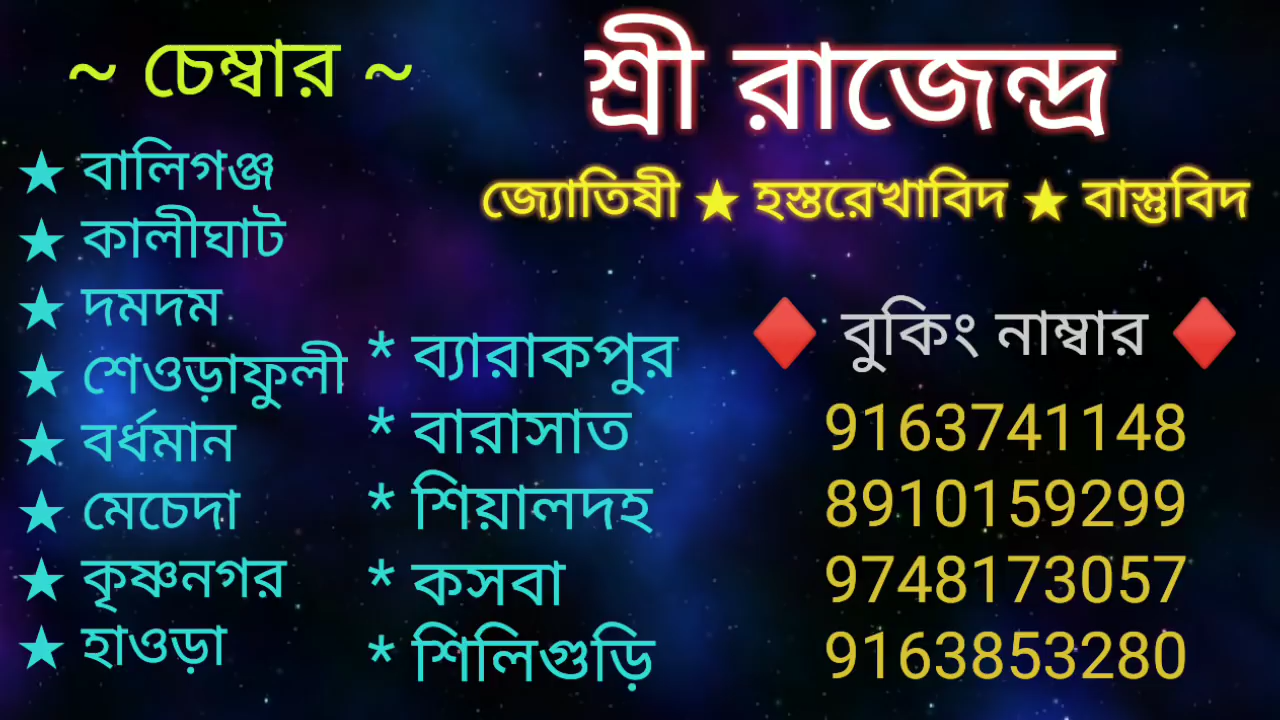 ~ চেম্বার ~
★ বালিগঞ্জ
★ কালীঘাট
★ দমদম
★ শেওড়াফুলী
★ বর্ধমান
★ মেচেদা
★ কৃষ্ণনগর
★ হাওড়া
* ব্যারাকপুর
* বারাসাত
* শিয়ালদহ
* কসবা
* শিলিগুড়ি
শ্রী রাজেন্দ্র
জ্যোতিষী ★ হস্তরেখাবিদ ★ বাস্তুবিদ
♦ বুকিং নাম্বার ♦
9163741148
8910159299
9748173057
9163853280